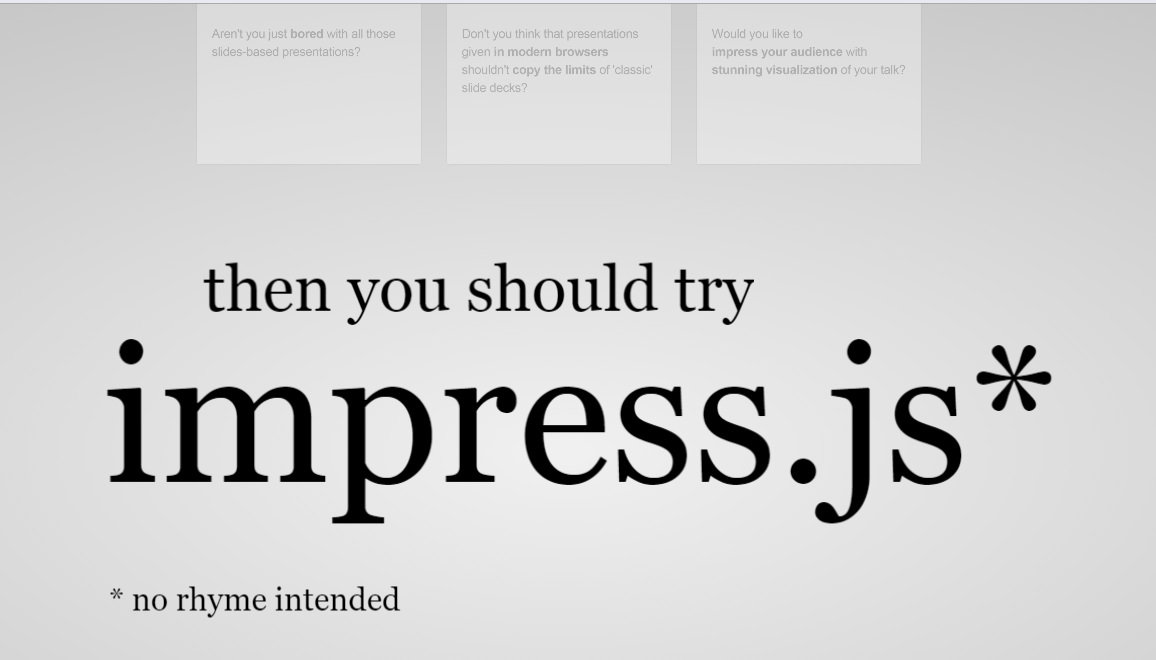 Aren't you just bored with all those
slides-based presentations?
Don't you think that presentations
given in modern browsers
shouldn't copy the limits of 'classic'
slide decks?
Would you like to
impress your audience with
stunning visualization of your talk?
then you should try
impress.js*
* no rhyme intended